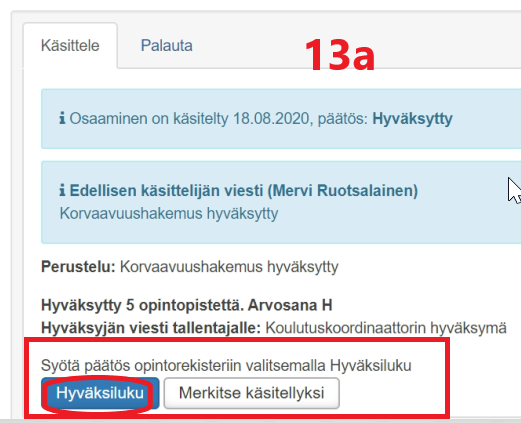 Käsittele Palauta
13a
i Osaaminen on käsitelty 18.08.2020, päätös: Hyväksytty
i Edellisen käsittelijän viesti (Mervi Ruotsalainen)
Korvaavuushakemus hyväksytty
Perustelu: Korvaavuushakemus hyväksytty
Hyväksytty 5 opintopistettä. Arvosana H
Hyväksyjän viesti tallentajalle: Koulutuskoordinaattorin hyväksymä
Syötä päätös opintorekisteriin valitsemalla Hyväksiluku
Hyväksiluku Merkitse käsitellyksi